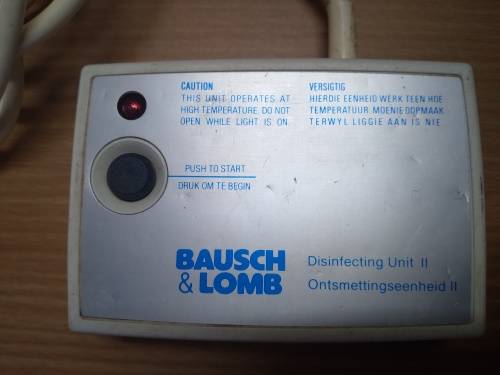 CAUTION
THIS UNIT OPERATES AT
HIGH TEMPERATURE. DO NOT
OPEN WHILE LIGHT IS ON.
VERSIGTIG
HIERDIE EENHEID WERK TEEN HOE
TEMPERATUUR. MOENIE OOPMAAK
TERWYL LIGGIE AAN IS NIE.
PUSH TO START
DRUK OM TE BEGIN
BAUSCH
& LOMB
Disinfecting Unit II
Ontsmettingseenheid II